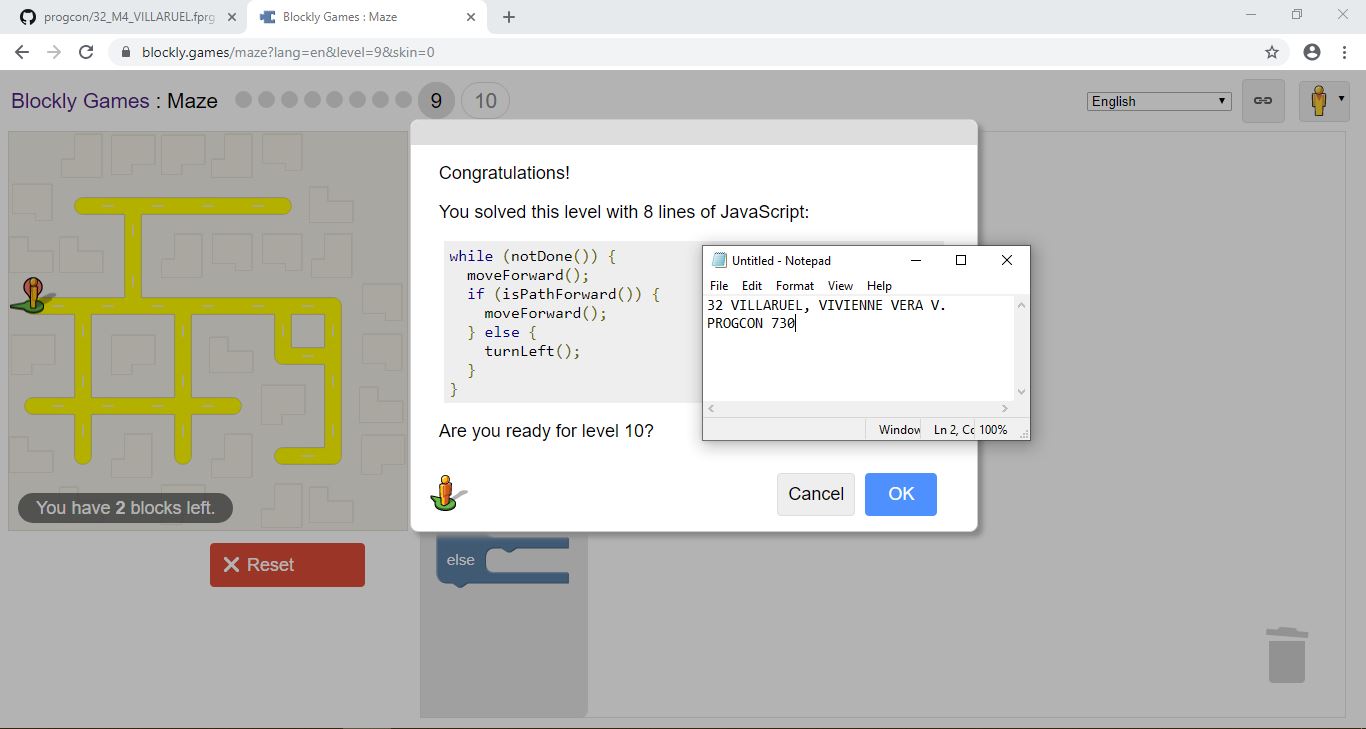 progcon/32_M4_VILLARUEL.fprg
Blockly Games : Maze
blockly.games/maze?lang=en&level=9&skin=0
Blockly Games : Maze
9
10
English
Congratulations!
You solved this level with 8 lines of JavaScript:
while (notDone()) {
moveForward();
if (isPathForward()) {
moveForward();
} else {
turnLeft();
}
}
Are you ready for level 10?
Cancel
OK
Untitled - Notepad
File Edit Format View Help
32 VILLARUEL, VIVIENNE VERA V.
PROGCON 730
Window
Ln 2, Cc
100%
You have 2 blocks left.
Reset
else